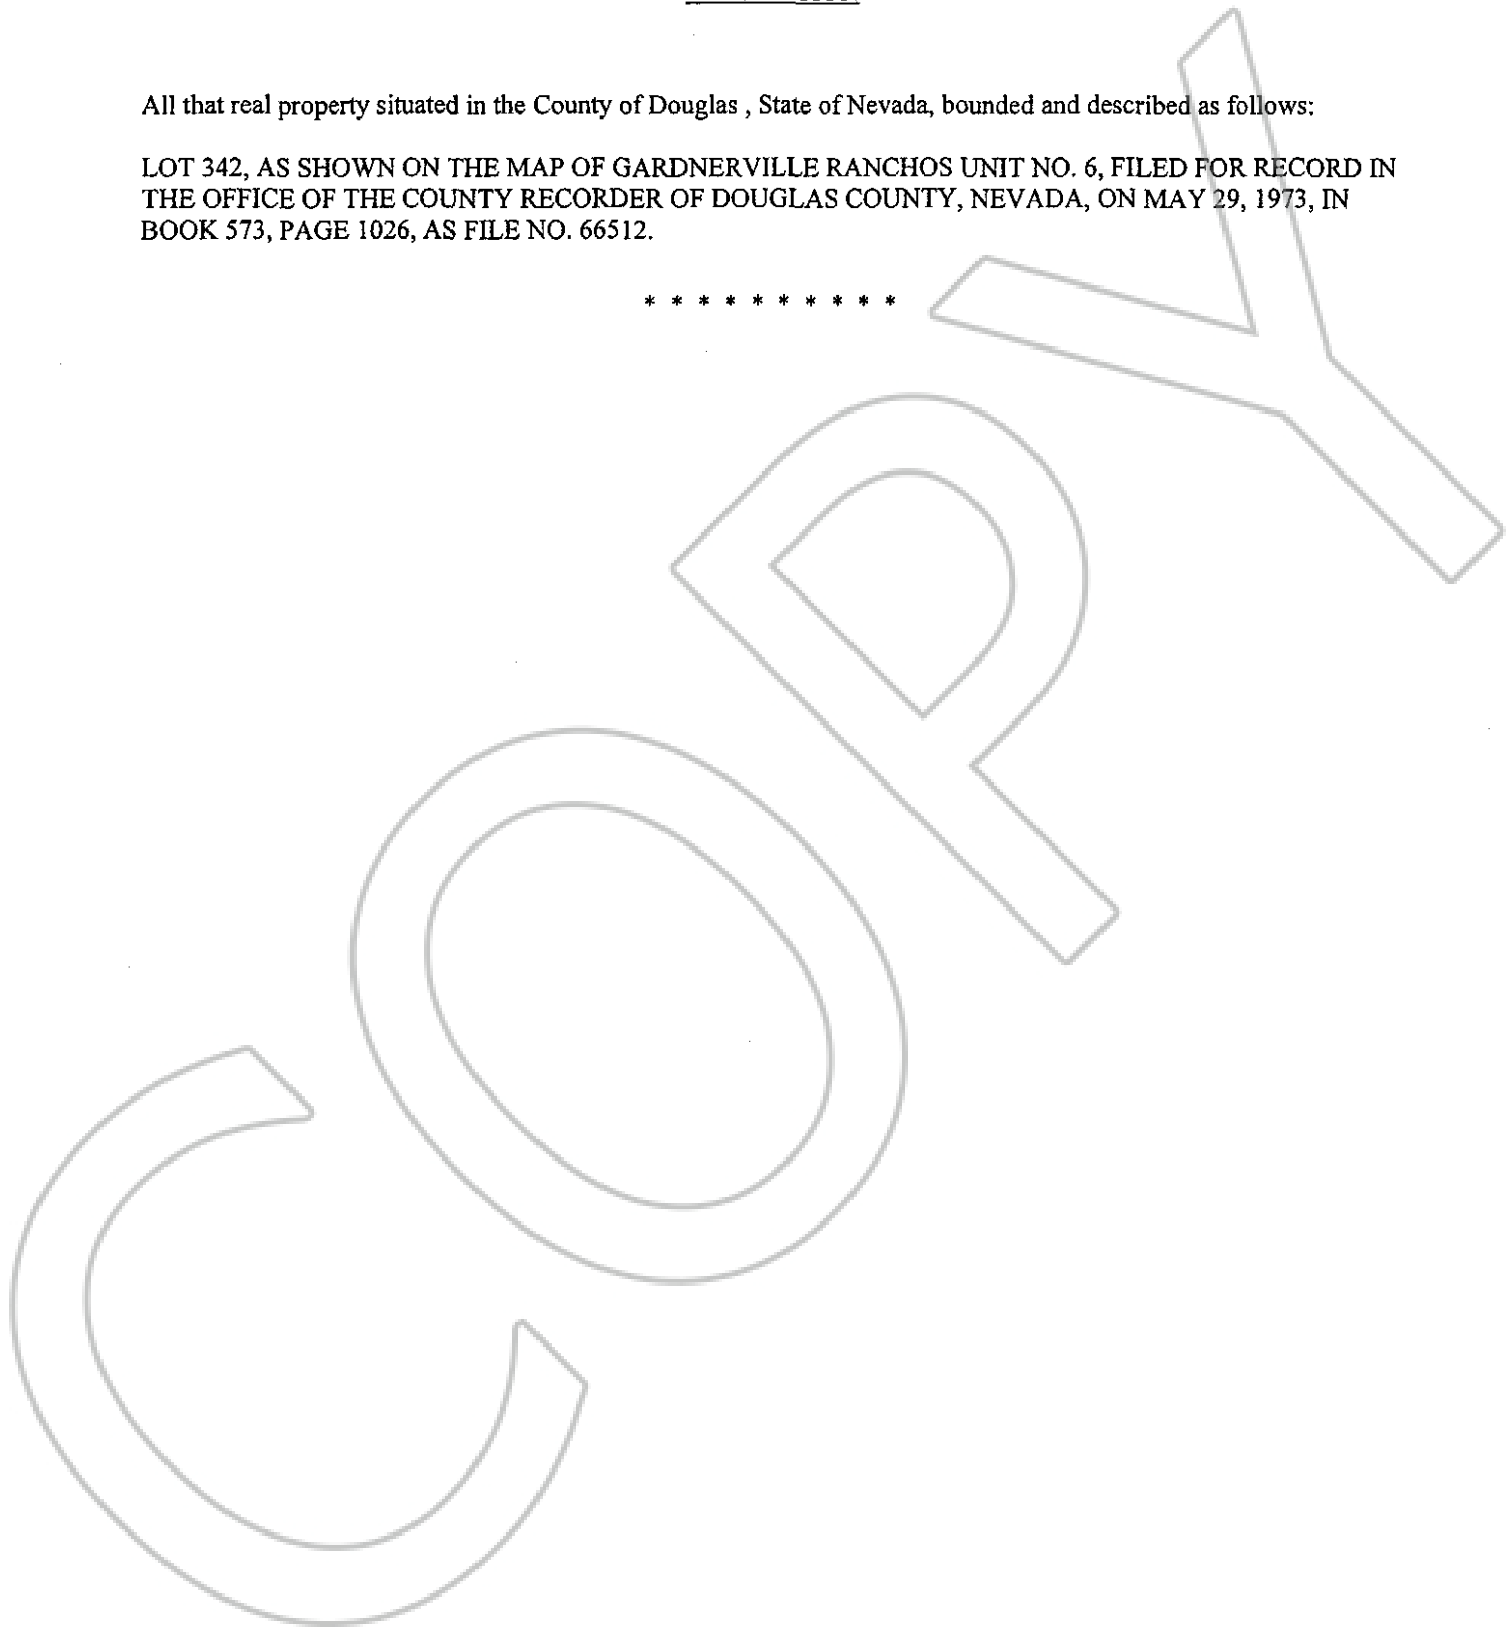 All that real property situated in the County of Douglas , State of Nevada, bounded and described as follows:
LOT 342, AS SHOWN ON THE MAP OF GARDNERVILLE RANCHOS UNIT NO. 6, FILED FOR RECORD IN
THE OFFICE OF THE COUNTY RECORDER OF DOUGLAS COUNTY, NEVADA, ON MAY 29, 1973, IN
BOOK 573, PAGE 1026, AS FILE NO. 66512.
* * * * * * * * * *
COPY